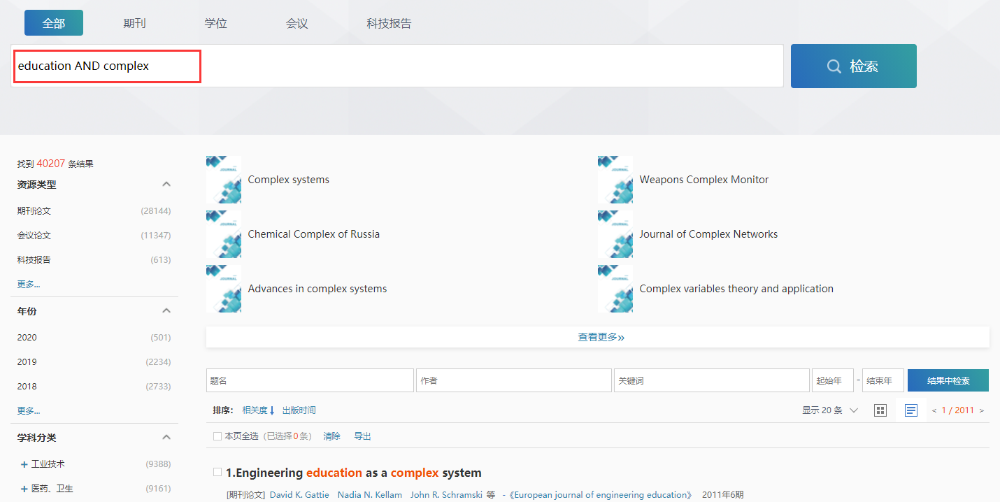 全部 期刊 学位 会议 科技报告
education AND complex
检索
找到 40207 条结果
资源类型
期刊论文 (28144)
会议论文 (11347)
科技报告 (613)
更多...
年份
2020 (501)
2019 (2234)
2018 (2733)
更多...
学科分类
+ 工业技术 (9388)
+ 医药、卫生 (9161)
Complex systems
Weapons Complex Monitor
Chemical Complex of Russia
Journal of Complex Networks
Advances in complex systems
Complex variables theory and application
查看更多»
题名 作者 关键词 起始年 - 结束年 结果中检索
排序: 相关度↓ 出版时间 显示 20 条 < 1 / 2011 >
本页全选 (已选择0条) 清除 导出
1.Engineering education as a complex system
[期刊论文] David K. Gattie Nadia N. Kellam John R. Schramski 等 -《European journal of engineering education》 2011年6期